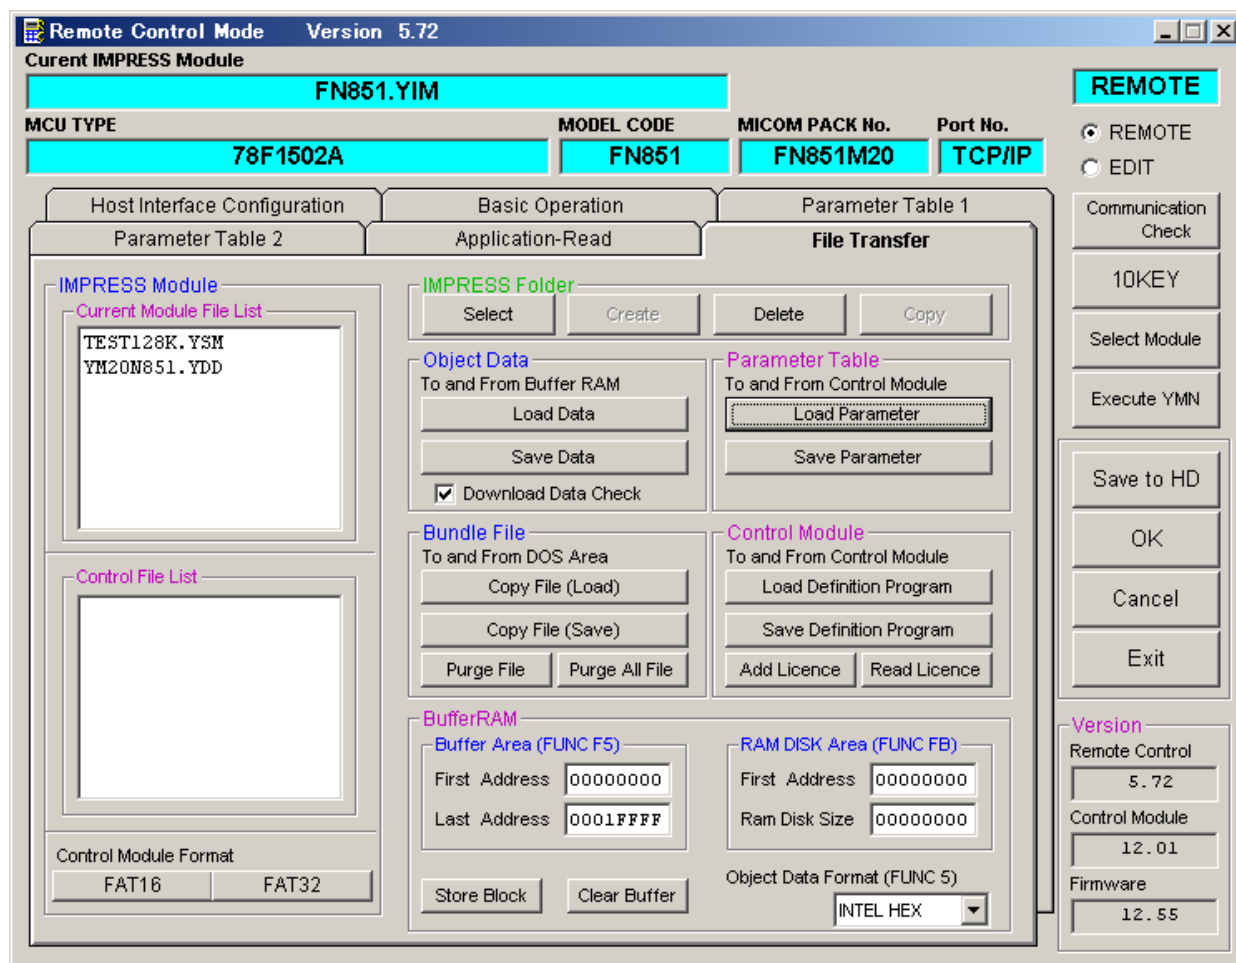 Remote Control Mode Version 5.72
Curent IMPRESS Module
FN851.YIM
REMOTE
MCU TYPE MODEL CODE MICOM PACK No. Port No.
78F1502A FN851 FN851M20 TCP/IP
REMOTE
EDIT
Host Interface Configuration Basic Operation Parameter Table 1
Parameter Table 2 Application-Read File Transfer
Communication
Check
10KEY
Select Module
Execute YMN
IMPRESS Module
Current Module File List
TEST128K.YSM
YM20N851.YDD
Control File List
Control Module Format
FAT16 FAT32
IMPRESS Folder
Select Create Delete Copy
Object Data
To and From Buffer RAM
Load Data
Save Data
Download Data Check
Parameter Table
To and From Control Module
Load Parameter
Save Parameter
Bundle File
To and From DOS Area
Copy File (Load)
Copy File (Save)
Purge File Purge All File
Control Module
To and From Control Module
Load Definition Program
Save Definition Program
Add Licence Read Licence
BufferRAM
Buffer Area (FUNC F5)
First Address 00000000
Last Address 0001FFFF
RAM DISK Area (FUNC FB)
First Address 00000000
Ram Disk Size 00000000
Store Block Clear Buffer
Object Data Format (FUNC 5)
INTEL HEX
Save to HD
OK
Cancel
Exit
Version
Remote Control
5.72
Control Module
12.01
Firmware
12.55